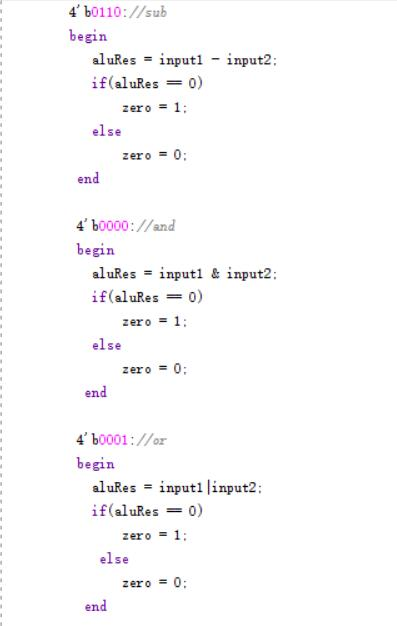 4'b0110://sub
begin
aluRes = input1 - input2;
if(aluRes == 0)
zero = 1;
else
zero = 0;
end
4'b0000://and
begin
aluRes = input1 & input2;
if(aluRes == 0)
zero = 1;
else
zero = 0;
end
4'b0001://or
begin
aluRes = input1|input2;
if(aluRes == 0)
zero = 1;
else
zero = 0;
end